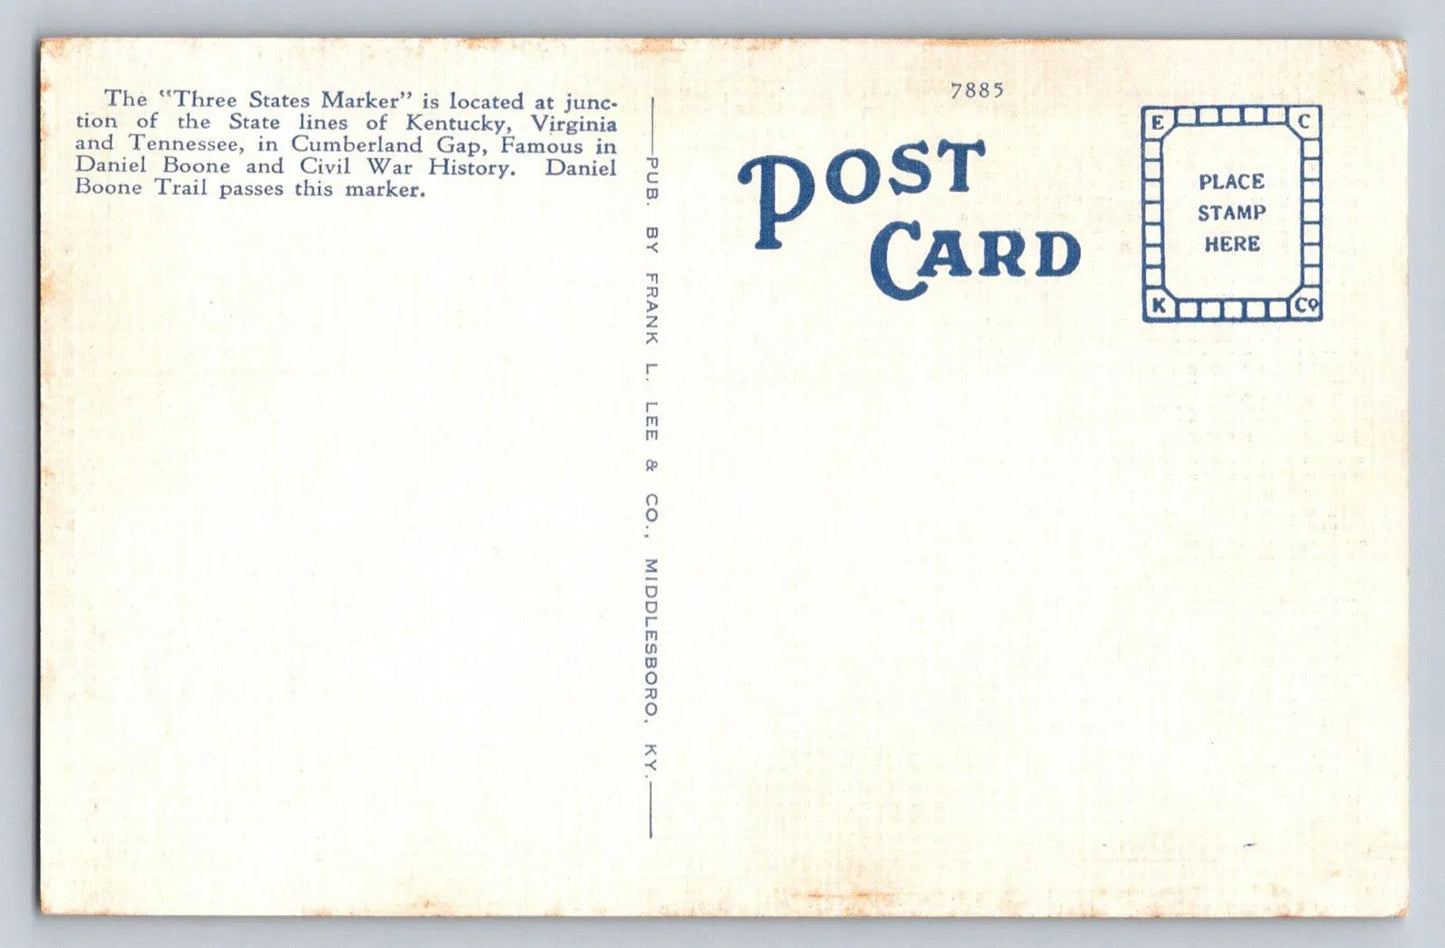 The "Three States Marker" is located at junc-
tion of the State lines of Kentucky, Virginia
and Tennessee, in Cumberland Gap, Famous in
Daniel Boone and Civil War History. Daniel
Boone Trail passes this marker.
PUB. BY FRANK L. LEE & CO., MIDDLESBORO, KY.
7885
POST
CARD
E C
PLACE
STAMP
HERE
K Co